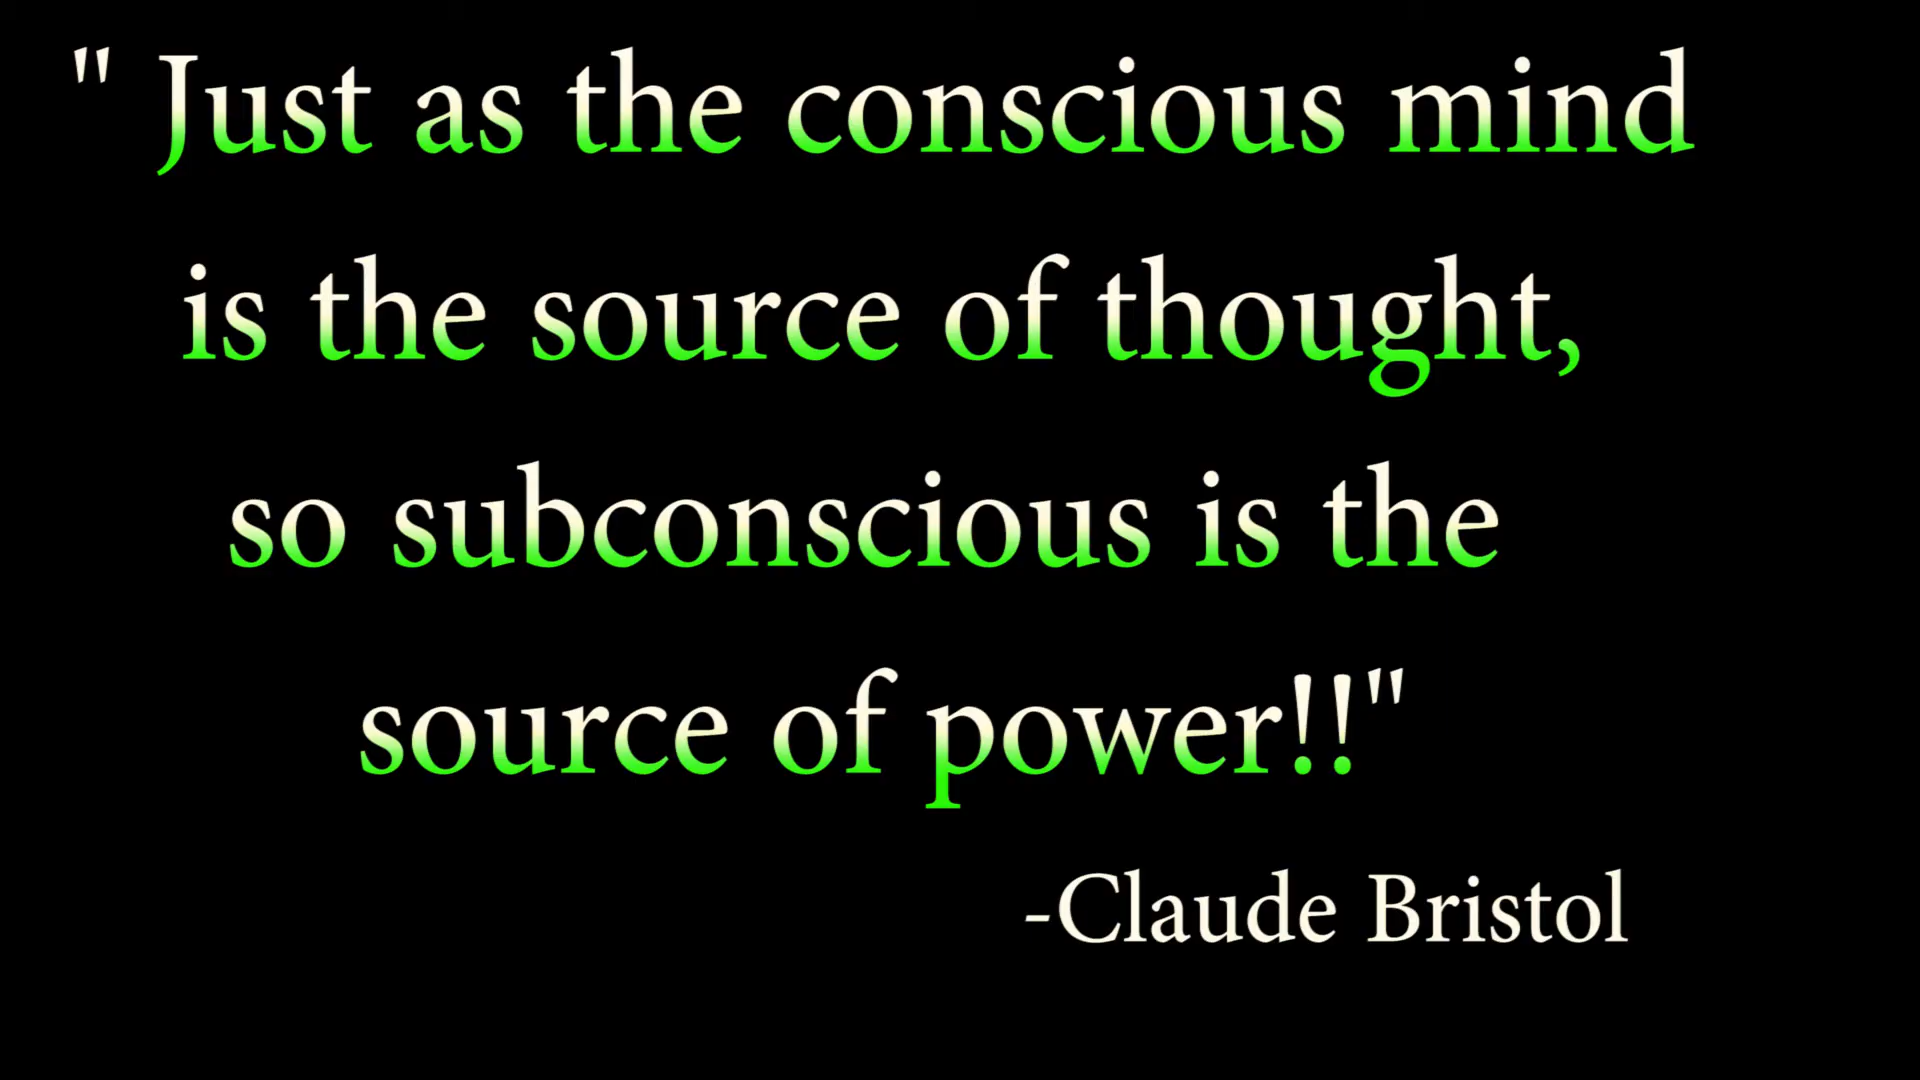 " Just as the conscious mind
is the source of thought,
so subconscious is the
source of power!!"
-Claude Bristol